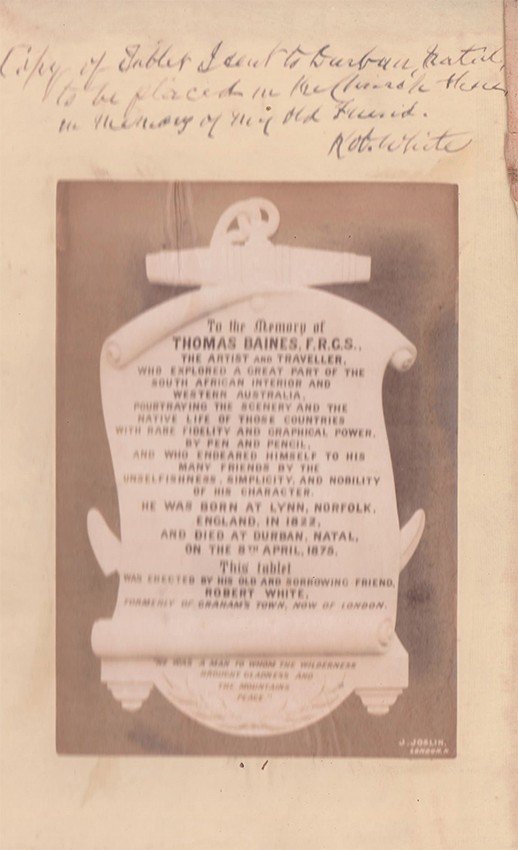 Copy of Tablet I sent to Durban, Natal,
to be placed in the Church there
in memory of my Old Friend.
Rob. White
To the Memory of
THOMAS BAINES, F.R.G.S.,
THE ARTIST AND TRAVELLER,
WHO EXPLORED A GREAT PART OF THE
SOUTH AFRICAN INTERIOR AND
WESTERN AUSTRALIA,
POURTRAYING THE SCENERY AND THE
NATIVE LIFE OF THOSE COUNTRIES
WITH RARE FIDELITY AND GRAPHICAL POWER,
BY PEN AND PENCIL,
AND WHO ENDEARED HIMSELF TO HIS
MANY FRIENDS BY THE
UNSELFISHNESS, SIMPLICITY, AND NOBILITY
OF HIS CHARACTER.
HE WAS BORN AT LYNN, NORFOLK,
ENGLAND, IN 1822,
AND DIED AT DURBAN, NATAL,
ON THE 8TH APRIL, 1875.
This tablet
WAS ERECTED BY HIS OLD AND SORROWING FRIEND,
ROBERT WHITE,
FORMERLY OF GRAHAM'S TOWN, NOW OF LONDON.
"HE WAS A MAN TO WHOM THE WILDERNESS
BROUGHT GLADNESS AND
THE MOUNTAINS
PEACE."
J. JOSLIN,
LONDON